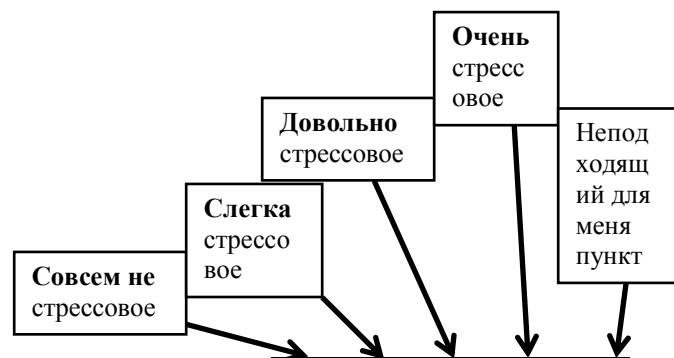 Очень
стресс
овое
Довольно
стрессовое
Непод
ходящ
ий для
меня
пункт
Слегка
стрессо
вое
Совсем не
стрессовое